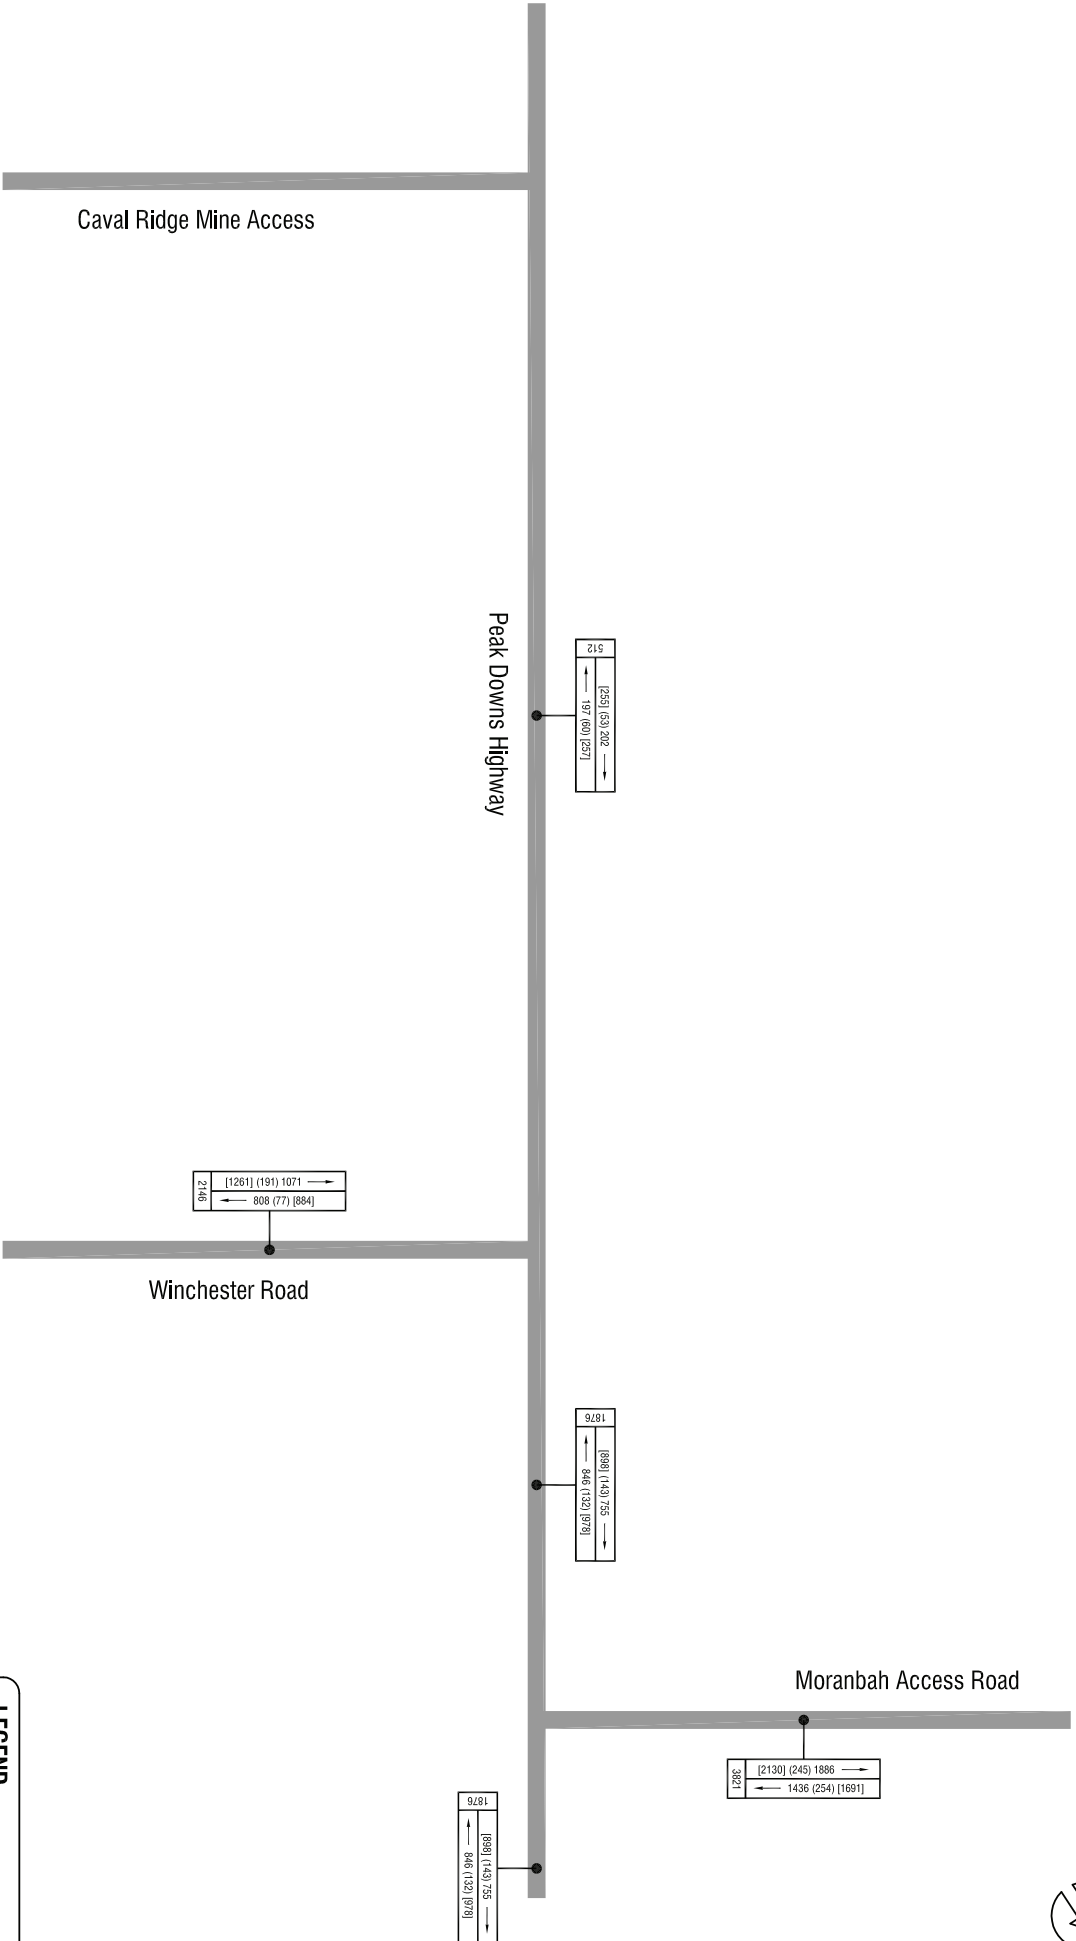 Caval Ridge Mine Access
Peak Downs Highway
512
[255] (53) 202
197 (60) [257]
2146
[1261] (191) 1071
808 (77) [884]
Winchester Road
1876
[898] (143) 755
846 (132) [978]
Moranbah Access Road
3821
[2130] (245) 1886
1436 (254) [1691]
1876
[898] (143) 755
846 (132) [978]
LEGEND